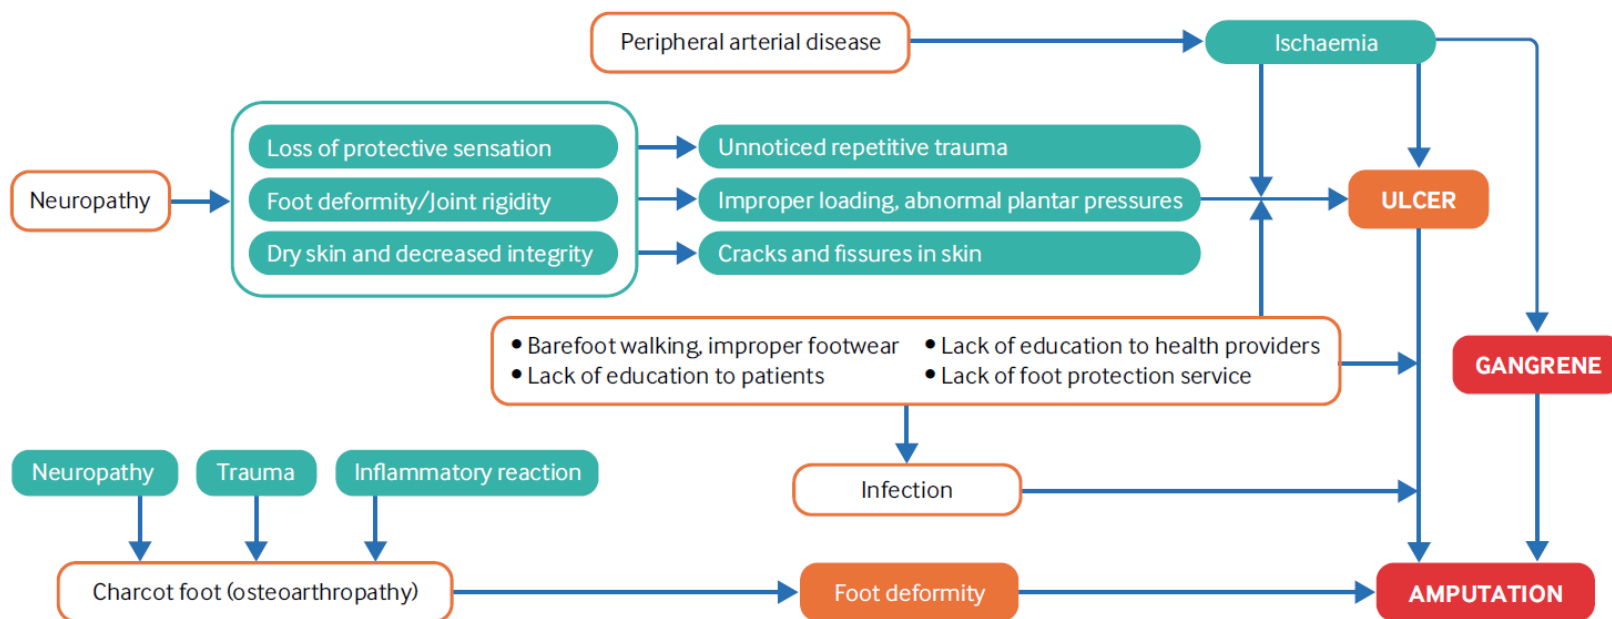 Peripheral arterial disease
Ischaemia
Loss of protective sensation
Unnoticed repetitive trauma
Neuropathy
Foot deformity/Joint rigidity
Improper loading, abnormal plantar pressures
ULCER
Dry skin and decreased integrity
Cracks and fissures in skin
• Barefoot walking, improper footwear
• Lack of education to health providers
• Lack of education to patients
• Lack of foot protection service
GANGRENE
Neuropathy
Trauma
Inflammatory reaction
Infection
Charcot foot (osteoarthropathy)
Foot deformity
AMPUTATION